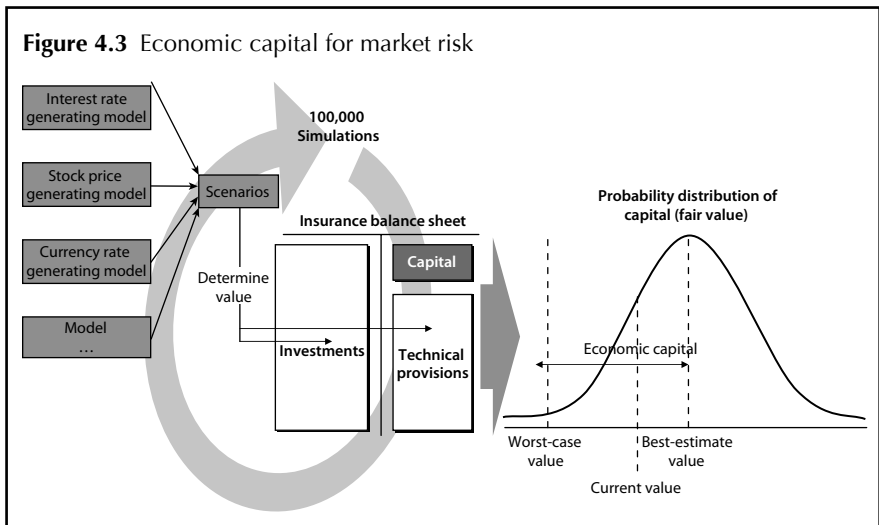 Figure 4.3 Economic capital for market risk
Interest rate
generating model
Stock price
generating model
Currency rate
generating model
Model
...
Scenarios
Determine
value
100,000
Simulations
Insurance balance sheet
Capital
Investments
Technical
provisions
Probability distribution of
capital (fair value)
Economic capital
Worst-case
value
Best-estimate
value
Current value